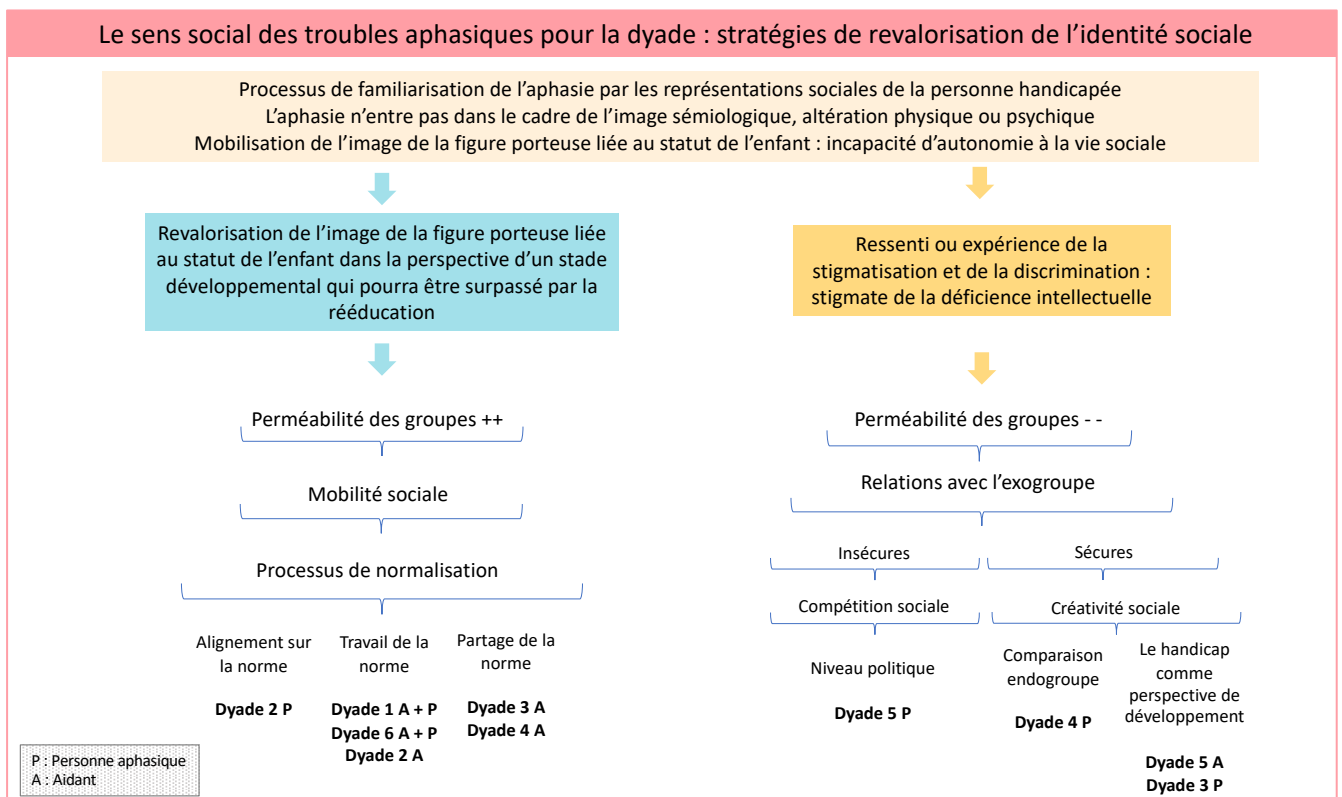 Le sens social des troubles aphasiques pour la dyade : stratégies de revalorisation de l’identité sociale
Processus de familiarisation de l’aphasie par les représentations sociales de la personne handicapée
L’aphasie n’entre pas dans le cadre de l’image sémiologique, altération physique ou psychique
Mobilisation de l’image de la figure porteuse liée au statut de l’enfant : incapacité d’autonomie à la vie sociale
Revalorisation de l’image de la figure porteuse liée
au statut de l’enfant dans la perspective d’un stade
développemental qui pourra être surpassé par la
rééducation
Perméabilité des groupes ++
Mobilité sociale
Processus de normalisation
Alignement sur
la norme
Dyade 2 P
Travail de la
norme
Dyade 1 A + P
Dyade 6 A + P
Dyade 2 A
Partage de la
norme
Dyade 3 A
Dyade 4 A
Ressenti ou expérience de la
stigmatisation et de la discrimination :
stigmate de la déficience intellectuelle
Perméabilité des groupes - -
Relations avec l’exogroupe
Insécures
Compétition sociale
Niveau politique
Dyade 5 P
Sécures
Créativité sociale
Comparaison
endogroupe
Dyade 4 P
Le handicap
comme
perspective de
développement
Dyade 5 A
Dyade 3 P
P : Personne aphasique
A : Aidant